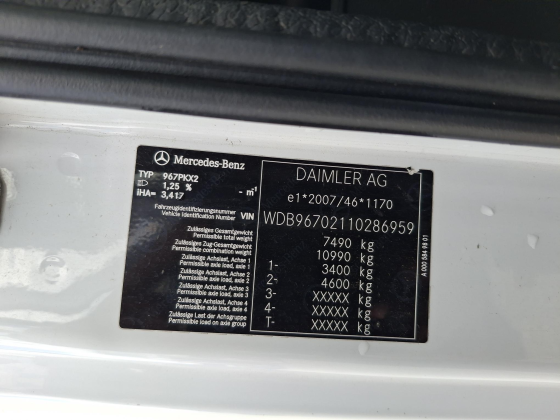 Mercedes-Benz
TYP 967PKX2
1,25 % - m¹
IHA= 3,417
Fahrzeugidentifizierungsnummer
Vehicle Identification Number VIN
Zulässiges Gesamtgewicht
Permissible total weight
Zulässiges Zug-Gesamtgewicht
Permissible combination weight
Zulässige Achslast, Achse 1
Permissible axle load, axle 1
Zulässige Achslast, Achse 2
Permissible axle load, axle 2
Zulässige Achslast, Achse 3
Permissible axle load, axle 3
Zulässige Achslast, Achse 4
Permissible axle load, axle 4
Zulässige Last der Achsgruppe
Permissible load on axle group
DAIMLER AG
e1*2007/46*1170
WDB96702110286959
7490 kg
10990 kg
1- 3400 kg
2- 4600 kg
3- XXXXX kg
4- XXXXX kg
T- XXXXX kg
A 000 584 98 01